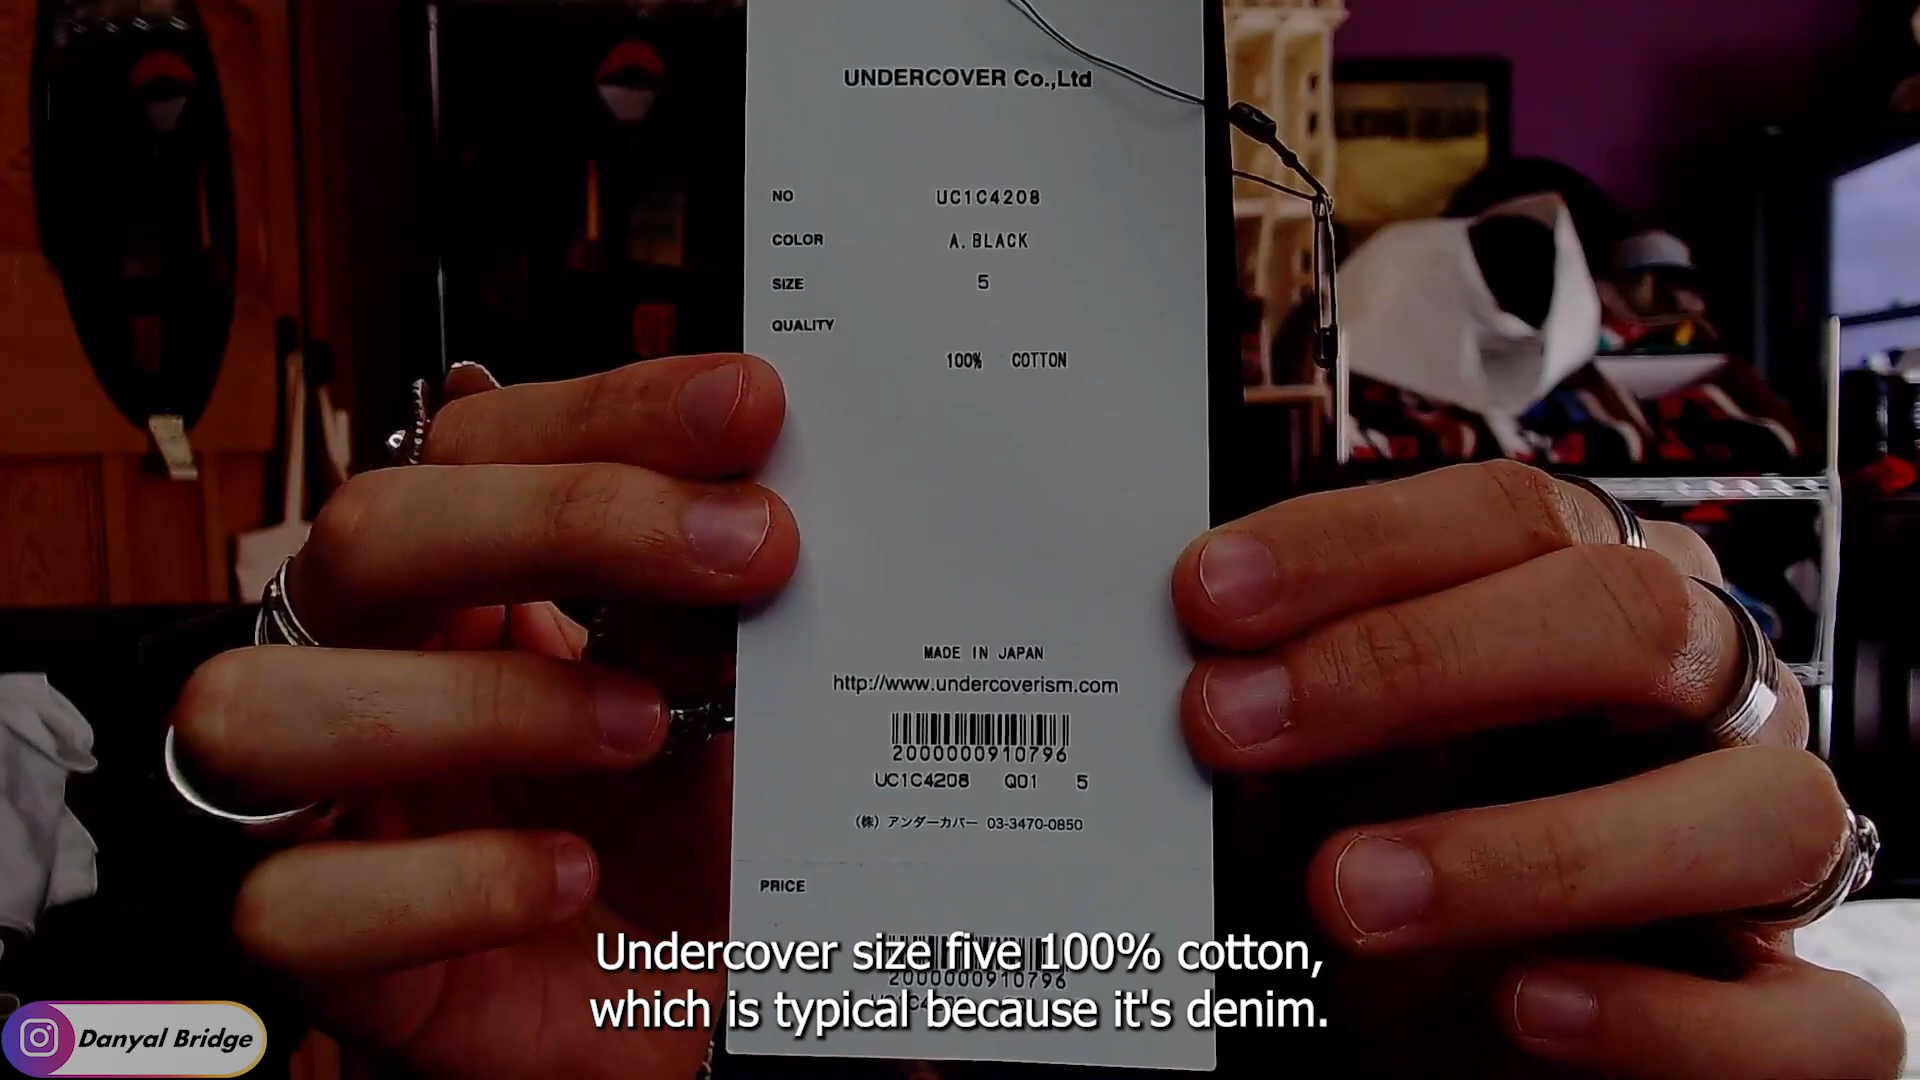 UNDERCOVER Co.,Ltd
NO UC1C4208
COLOR A.BLACK
SIZE 5
QUALITY
100% COTTON
MADE IN JAPAN
http://www.undercoverism.com
2000000910796
UC1C4208 Q01 5
(株) アンダーカバー 03-3470-0850
PRICE
2000000910796
Undercover size five 100% cotton,
which is typical because it's denim.
Danyal Bridge